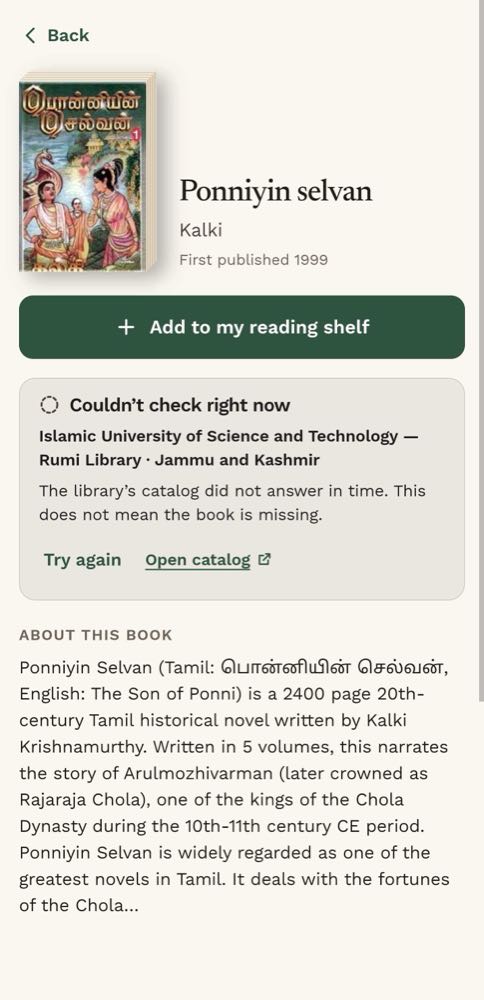 Back
பொன்னியின்
செல்வன்
1
Ponniyin selvan
Kalki
First published 1999
+ Add to my reading shelf
Couldn’t check right now
Islamic University of Science and Technology —
Rumi Library · Jammu and Kashmir
The library’s catalog did not answer in time. This
does not mean the book is missing.
Try again Open catalog
ABOUT THIS BOOK
Ponniyin Selvan (Tamil: பொன்னியின் செல்வன்,
English: The Son of Ponni) is a 2400 page 20th-
century Tamil historical novel written by Kalki
Krishnamurthy. Written in 5 volumes, this narrates
the story of Arulmozhivarman (later crowned as
Rajaraja Chola), one of the kings of the Chola
Dynasty during the 10th-11th century CE period.
Ponniyin Selvan is widely regarded as one of the
greatest novels in Tamil. It deals with the fortunes
of the Chola...